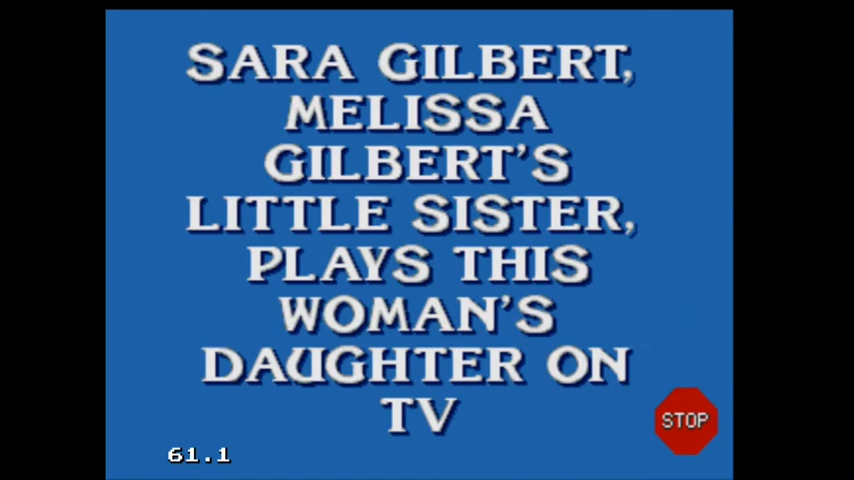 SARA GILBERT,
MELISSA
GILBERT'S
LITTLE SISTER,
PLAYS THIS
WOMAN'S
DAUGHTER ON
TV
STOP
61.1